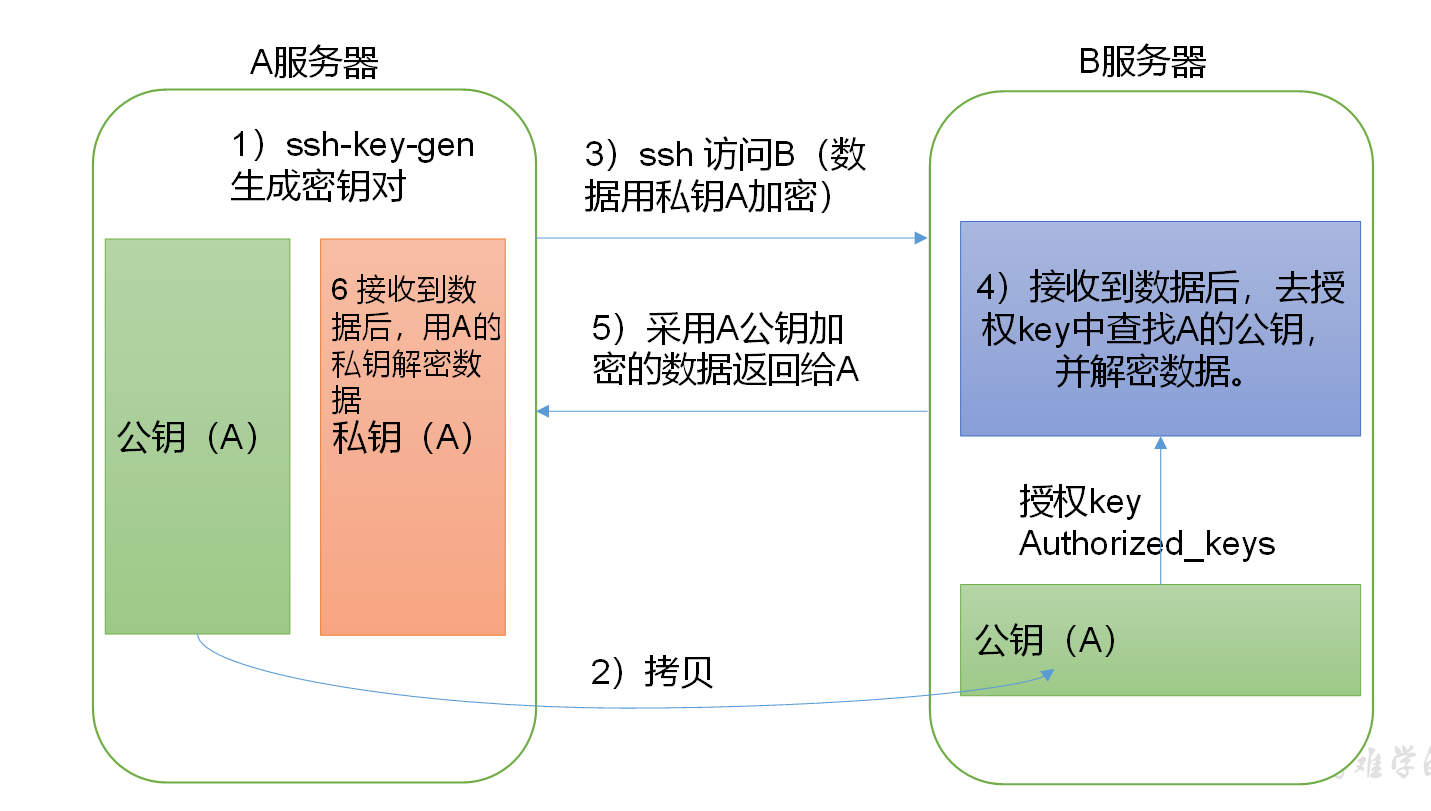 A服务器
B服务器
1）ssh-key-gen
生成密钥对
3）ssh 访问B（数
据用私钥A加密）
6 接收到数
据后，用A的
私钥解密数
据
公钥（A）
私钥（A）
4）接收到数据后，去授
权key中查找A的公钥，
并解密数据。
5）采用A公钥加
密的数据返回给A
授权key
Authorized_keys
2）拷贝
公钥（A）
难学的